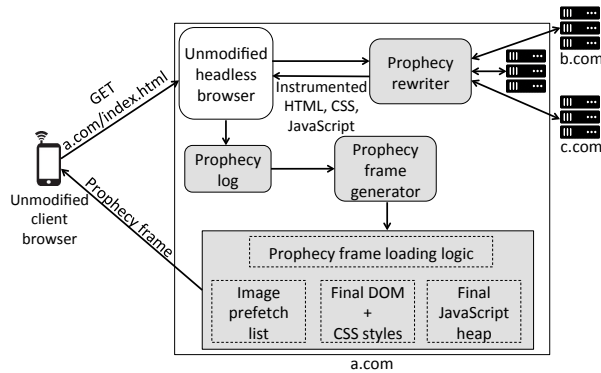 Unmodified
headless
browser
Prophecy
rewriter
b.com
GET
a.com/index.html
Instrumented
HTML, CSS,
JavaScript
c.com
Prophecy
log
Prophecy
frame
generator
Unmodified
client
browser
Prophecy frame
Prophecy frame loading logic
Image
prefetch
list
Final DOM
+
CSS styles
Final
JavaScript
heap
a.com